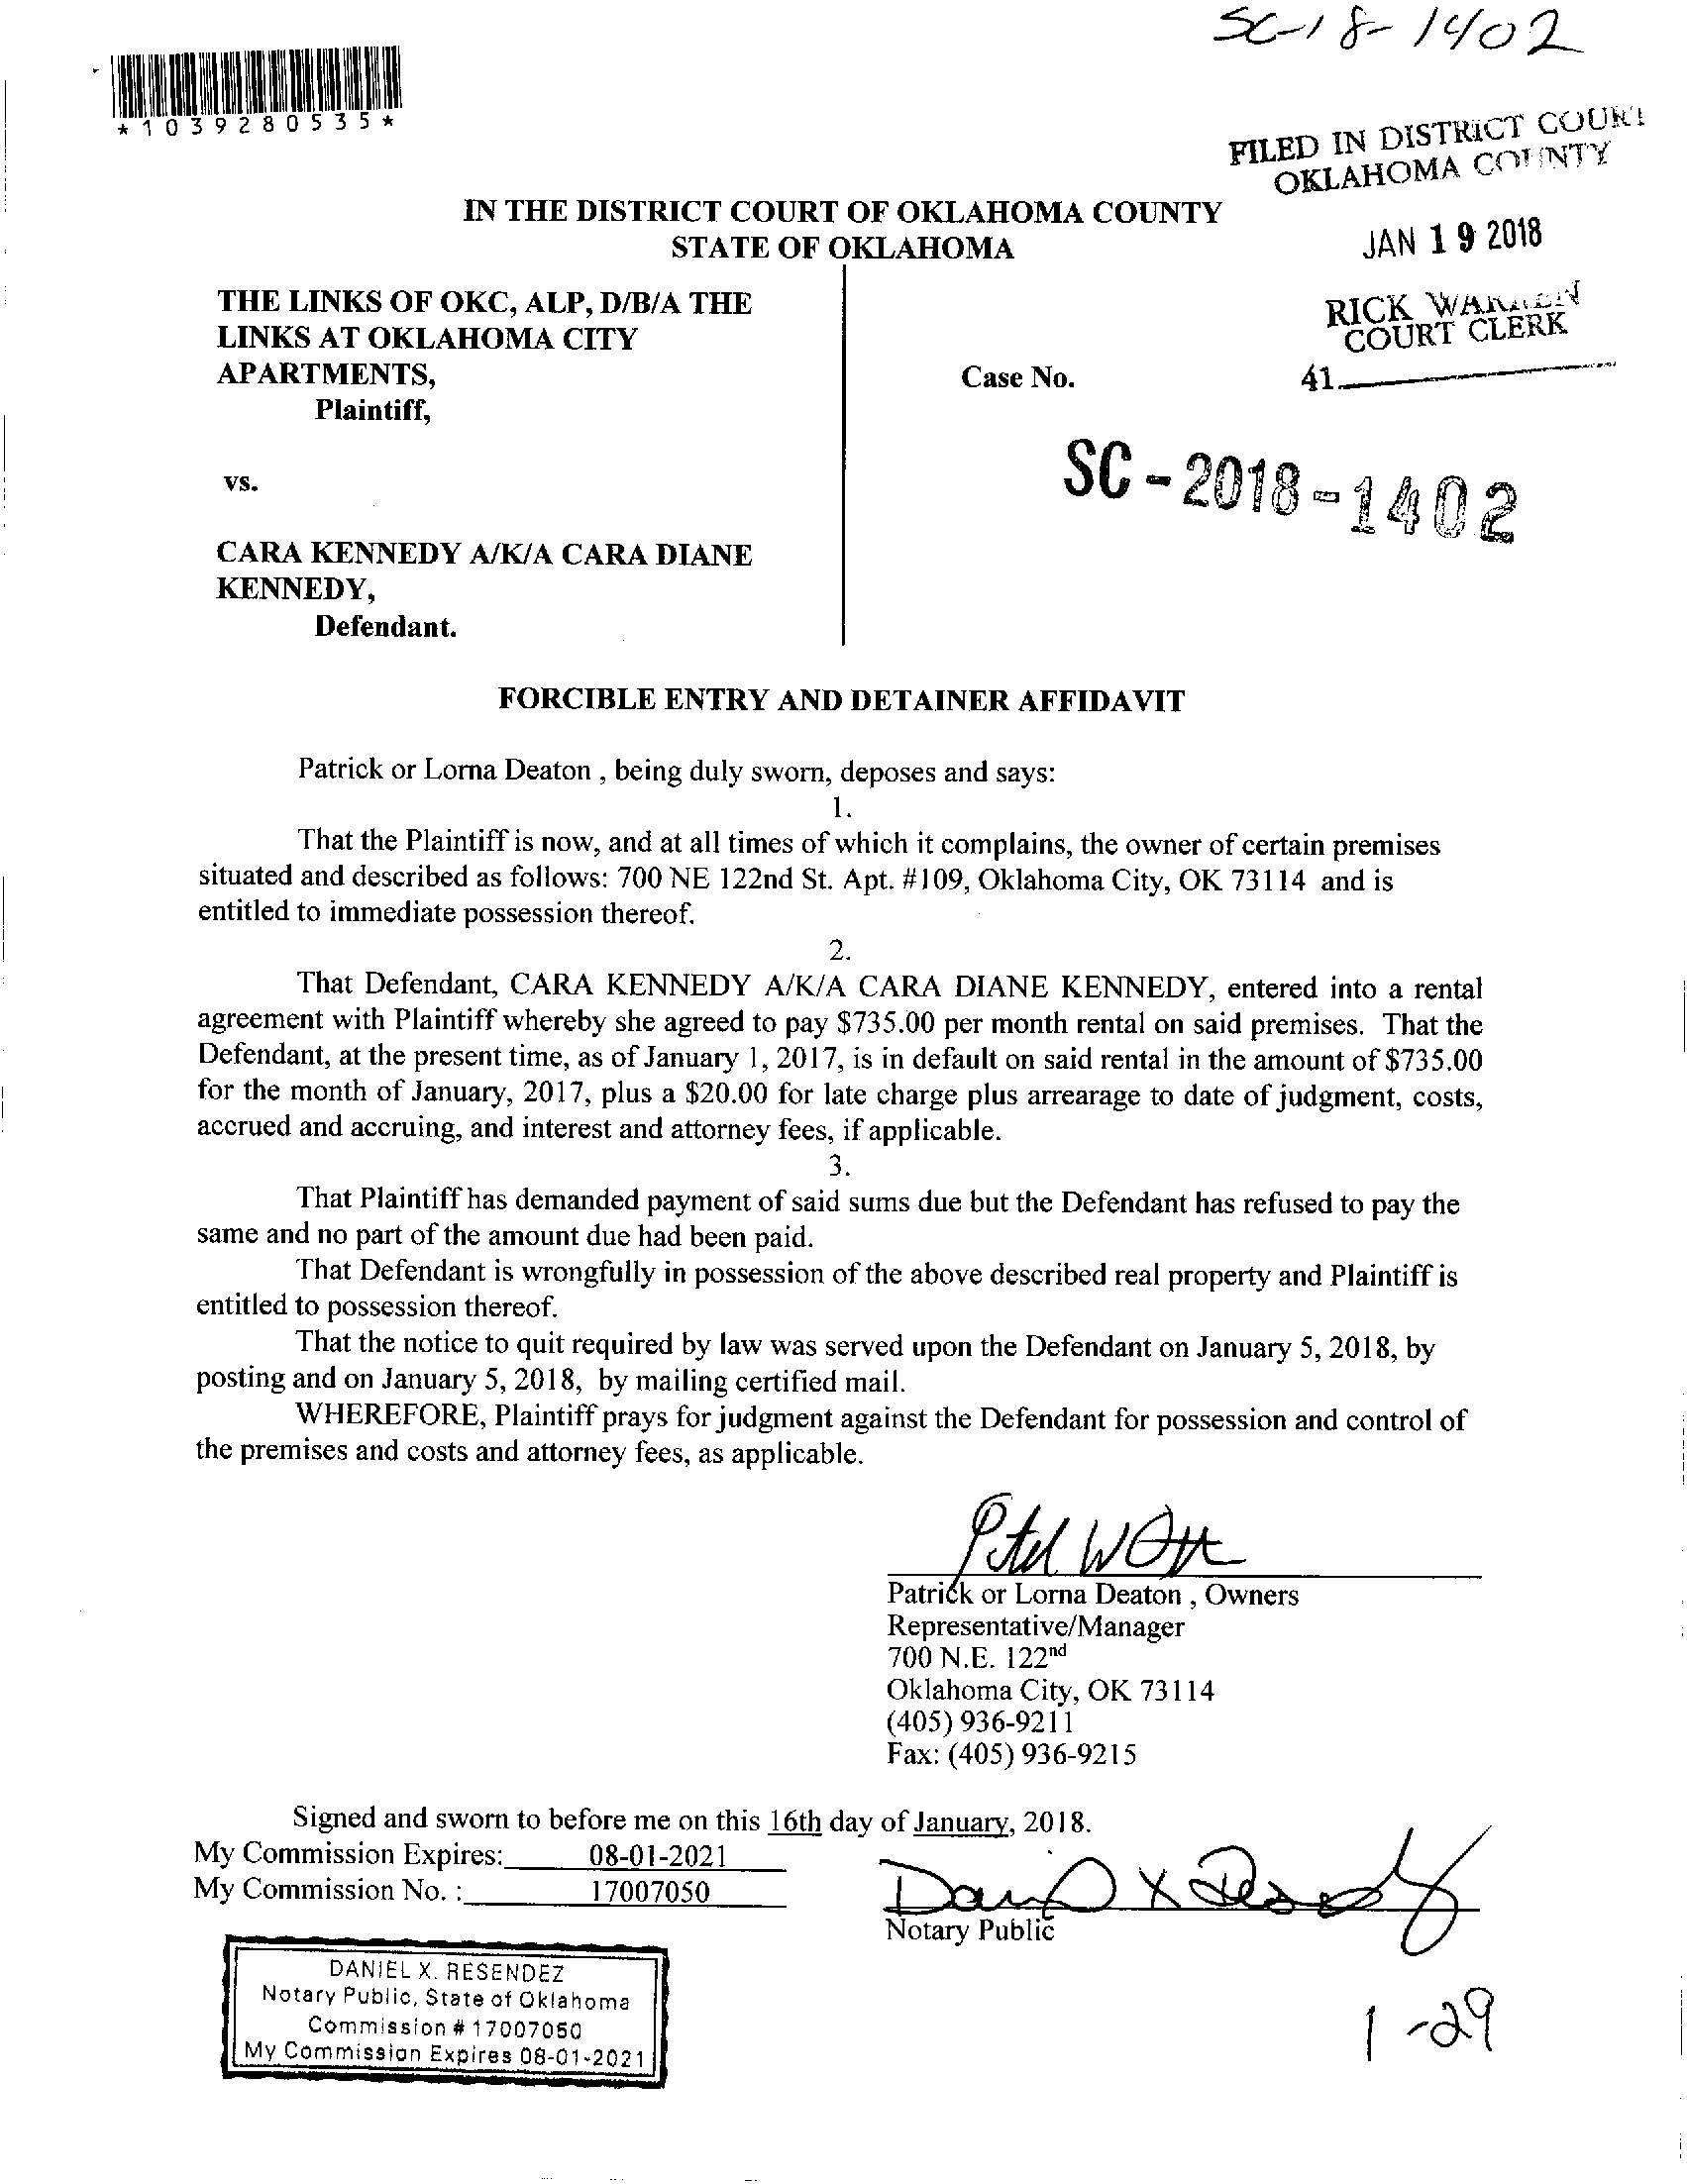 SC-18-1402
*1039280535*
FILED IN DISTRICT COURT
OKLAHOMA COUNTY
JAN 19 2018
RICK WARREN
COURT CLERK
41
IN THE DISTRICT COURT OF OKLAHOMA COUNTY
STATE OF OKLAHOMA
THE LINKS OF OKC, ALP, D/B/A THE
LINKS AT OKLAHOMA CITY
APARTMENTS,
Plaintiff,
vs.
CARA KENNEDY A/K/A CARA DIANE
KENNEDY,
Defendant.
Case No.
SC-2018-1402
FORCIBLE ENTRY AND DETAINER AFFIDAVIT
Patrick or Lorna Deaton , being duly sworn, deposes and says:
1.
That the Plaintiff is now, and at all times of which it complains, the owner of certain premises
situated and described as follows: 700 NE 122nd St. Apt. #109, Oklahoma City, OK 73114 and is
entitled to immediate possession thereof.
2.
That Defendant, CARA KENNEDY A/K/A CARA DIANE KENNEDY, entered into a rental
agreement with Plaintiff whereby she agreed to pay $735.00 per month rental on said premises. That the
Defendant, at the present time, as of January 1, 2017, is in default on said rental in the amount of $735.00
for the month of January, 2017, plus a $20.00 for late charge plus arrearage to date of judgment, costs,
accrued and accruing, and interest and attorney fees, if applicable.
3.
That Plaintiff has demanded payment of said sums due but the Defendant has refused to pay the
same and no part of the amount due had been paid.
That Defendant is wrongfully in possession of the above described real property and Plaintiff is
entitled to possession thereof.
That the notice to quit required by law was served upon the Defendant on January 5, 2018, by
posting and on January 5, 2018, by mailing certified mail.
WHEREFORE, Plaintiff prays for judgment against the Defendant for possession and control of
the premises and costs and attorney fees, as applicable.
Patrick or Lorna Deaton , Owners
Representative/Manager
700 N.E. 122nd
Oklahoma City, OK 73114
(405) 936-9211
Fax: (405) 936-9215
Signed and sworn to before me on this 16th day of January, 2018.
My Commission Expires: 08-01-2021
My Commission No. : 17007050
Notary Public
DANIEL X. RESENDEZ
Notary Public, State of Oklahoma
Commission # 17007050
My Commission Expires 08-01-2021
1-29